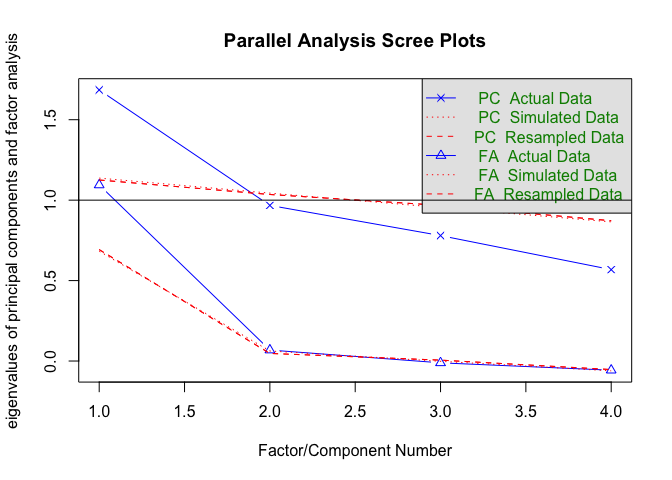 Parallel Analysis Scree Plots
eigenvalues of principal components and factor analysis
1.5
1.0
0.5
0.0
PC Actual Data
PC Simulated Data
PC Resampled Data
FA Actual Data
FA Simulated Data
FA Resampled Data
1.0 1.5 2.0 2.5 3.0 3.5 4.0
Factor/Component Number